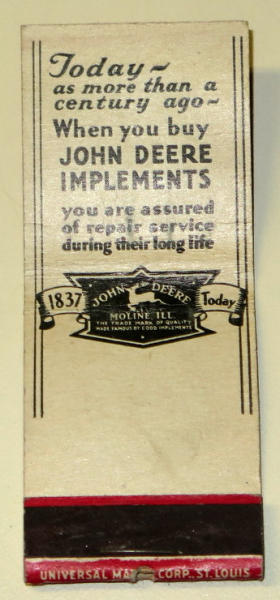 Today~
as more than a
century ago~
When you buy
JOHN DEERE
IMPLEMENTS
you are assured
of repair service
during their long life
1837 JOHN DEERE Today
MOLINE ILL
THE TRADE MARK OF QUALITY
MADE FAMOUS BY GOOD IMPLEMENTS
UNIVERSAL MA CORP. ST. LOUIS